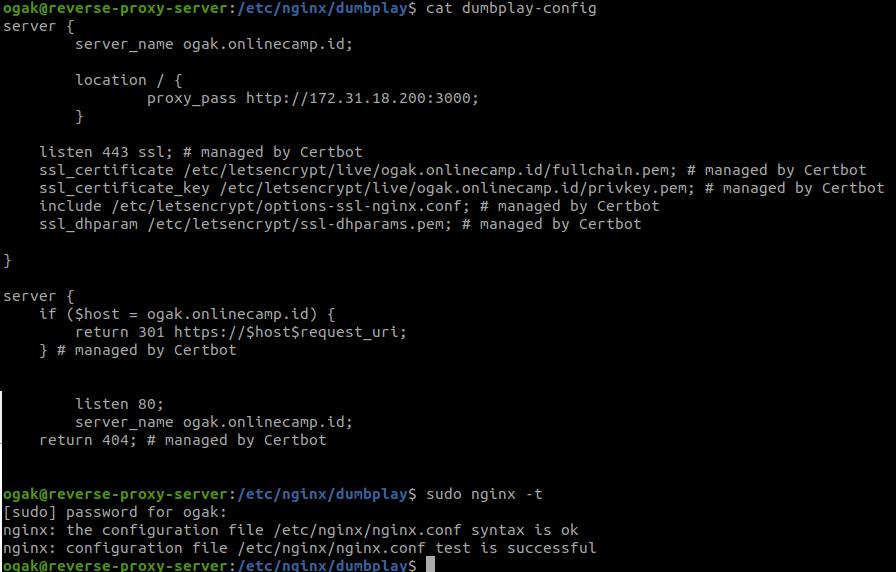 ogak@reverse-proxy-server:/etc/nginx/dumbplay$ cat dumbplay-config
server {
        server_name ogak.onlinecamp.id;

        location / {
                proxy_pass http://172.31.18.200:3000;
        }

    listen 443 ssl; # managed by Certbot
    ssl_certificate /etc/letsencrypt/live/ogak.onlinecamp.id/fullchain.pem; # managed by Certbot
    ssl_certificate_key /etc/letsencrypt/live/ogak.onlinecamp.id/privkey.pem; # managed by Certbot
    include /etc/letsencrypt/options-ssl-nginx.conf; # managed by Certbot
    ssl_dhparam /etc/letsencrypt/ssl-dhparams.pem; # managed by Certbot

}

server {
    if ($host = ogak.onlinecamp.id) {
        return 301 https://$host$request_uri;
    } # managed by Certbot


        listen 80;
        server_name ogak.onlinecamp.id;
    return 404; # managed by Certbot


ogak@reverse-proxy-server:/etc/nginx/dumbplay$ sudo nginx -t
[sudo] password for ogak:
nginx: the configuration file /etc/nginx/nginx.conf syntax is ok
nginx: configuration file /etc/nginx/nginx.conf test is successful
ogak@reverse-proxy-server:/etc/nginx/dumbplay$